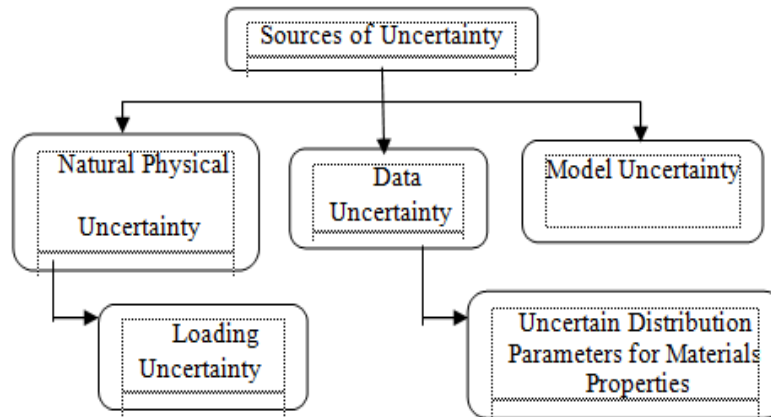 Sources of Uncertainty
Natural Physical
Uncertainty
Data
Uncertainty
Model Uncertainty
Loading
Uncertainty
Uncertain Distribution
Parameters for Materials
Properties